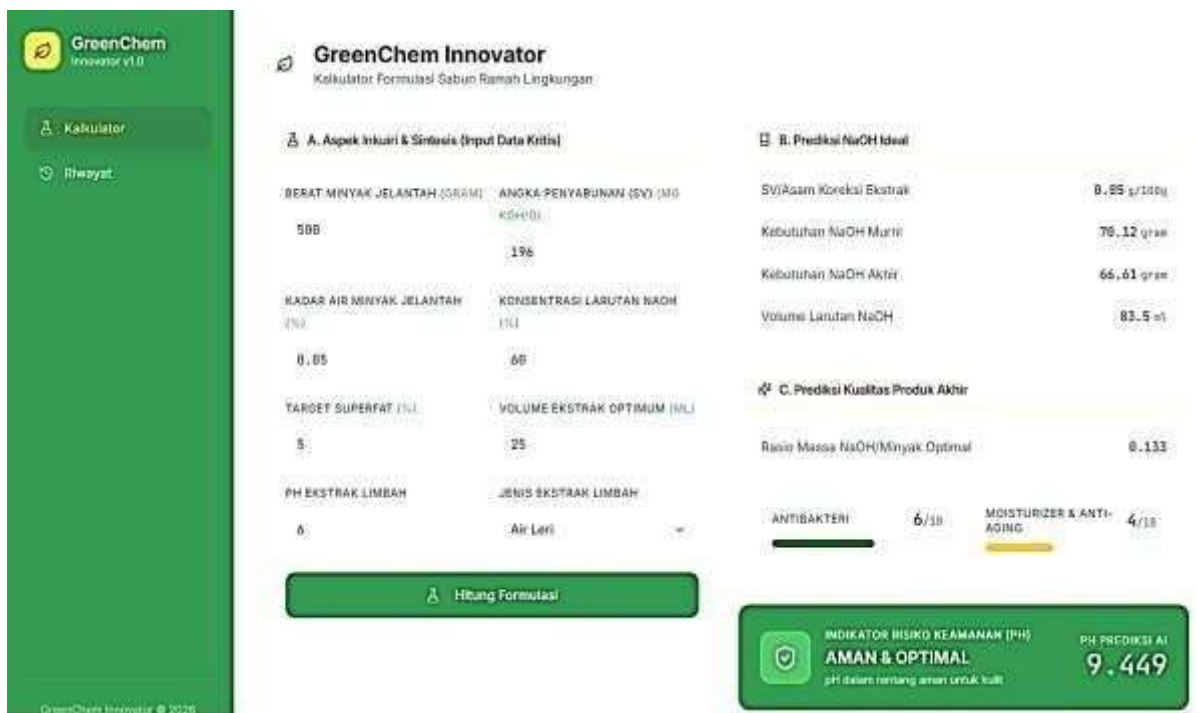 GreenChem
Innovator v1.0
Kalkulator
Riwayat
GreenChem Innovator © 2026
GreenChem Innovator
Kalkulator Formulasi Sabun Ramah Lingkungan
A. Aspek Inkuiri & Sintesis (Input Data Kritis)
BERAT MINYAK JELANTAH (GRAM)
500
ANGKA PENYABUNAN (SV) (MG
KOH/G)
196
KADAR AIR MINYAK JELANTAH
(%)
0.05
KONSENTRASI LARUTAN NAOH
(%)
60
TARGET SUPERFAT (%)
5
VOLUME EKSTRAK OPTIMUM (ML)
25
PH EKSTRAK LIMBAH
6
JENIS EKSTRAK LIMBAH
Air Leri
Hitung Formulasi
B. Prediksi NaOH Ideal
SV/Asam Koreksi Ekstrak 0.05 g/100g
Kebutuhan NaOH Murni 70.12 gram
Kebutuhan NaOH Akhir 66.61 gram
Volume Larutan NaOH 83.5 ml
C. Prediksi Kualitas Produk Akhir
Rasio Massa NaOH/Minyak Optimal 0.133
ANTIBAKTERI 6/10
MOISTURIZER & ANTI-
AGING
4/10
INDIKATOR RISIKO KEAMANAN (PH)
AMAN & OPTIMAL
pH dalam rentang aman untuk kulit
PH PREDIKSI AI
9.449